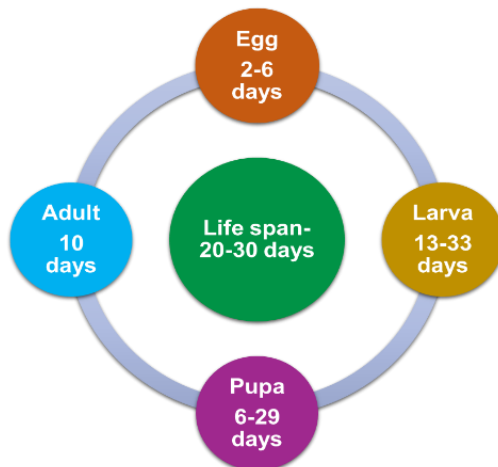 Egg
2-6
days
Adult
10
days
Life span-
20-30 days
Larva
13-33
days
Pupa
6-29
days